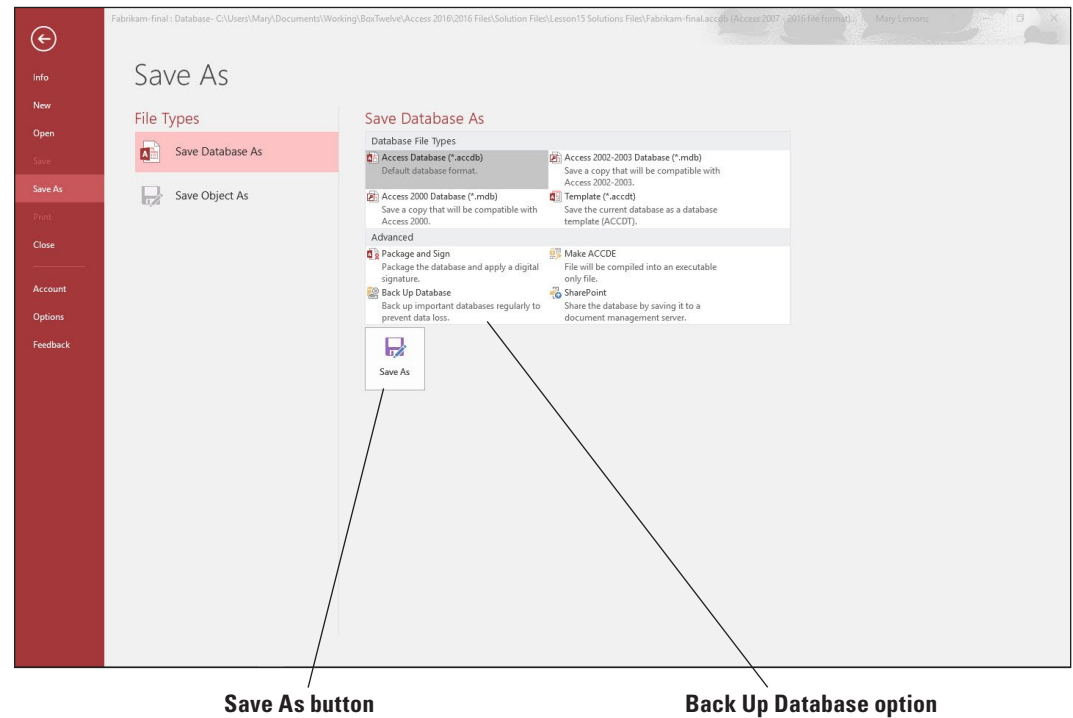 Fabrikam-final : Database- C:\Users\Mary\Documents\Working\BoxTwelve\Access 2016\2016 Files\Solution Files\Lesson15 Solutions Files\Fabrikam-final.accdb (Access 2007 - 2016 file format)... Mary Lemons
Info
New
Open
Save
Save As
Print
Close
Account
Options
Feedback
Save As
File Types
Save Database As
Save Object As
Save Database As
Database File Types
Access Database (*.accdb)
Default database format.
Access 2002-2003 Database (*.mdb)
Save a copy that will be compatible with
Access 2002-2003.
Access 2000 Database (*.mdb)
Save a copy that will be compatible with
Access 2000.
Template (*.accdt)
Save the current database as a database
template (ACCDT).
Advanced
Package and Sign
Package the database and apply a digital
signature.
Make ACCDE
File will be compiled into an executable
only file.
Back Up Database
Back up important databases regularly to
prevent data loss.
SharePoint
Share the database by saving it to a
document management server.
Save As
Save As button
Back Up Database option